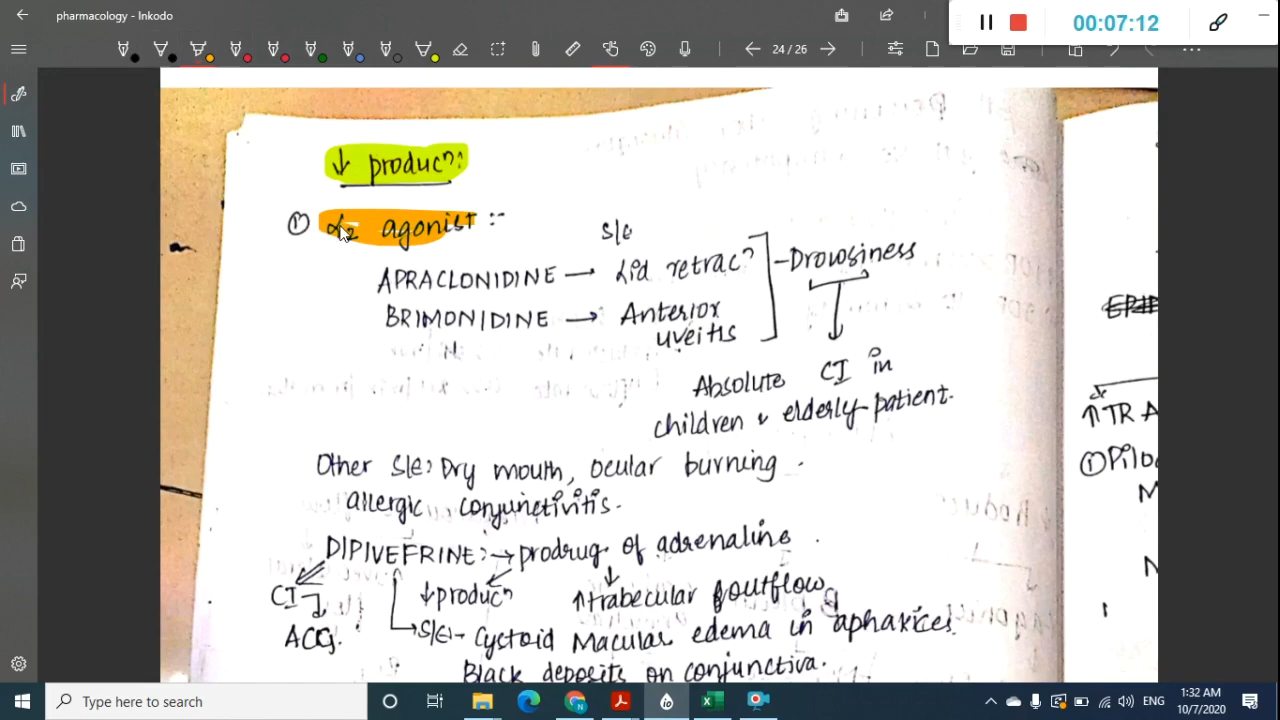 pharmacology - Inkodo
00:07:12
24 / 26
↓ producⁿ:
① α2 agonist :-
S/e
APRACLONIDINE → Lid retracⁿ
BRIMONIDINE → Anterior
uveitis
-Drowsiness
Absolute CI in
children & elderly patient.
Other S/e: Dry mouth, ocular burning.
allergic conjunctivitis.
DIPIVEFRINE: → prodrug of adrenaline.
CI
↓producⁿ ↑trabecular outflow
ACG.
S/E:- Cystoid Macular edema in aphakices.
Black deposits on conjunctiva.
↑TR A
① Pilo
M
N
Type here to search
ENG
1:32 AM
10/7/2020